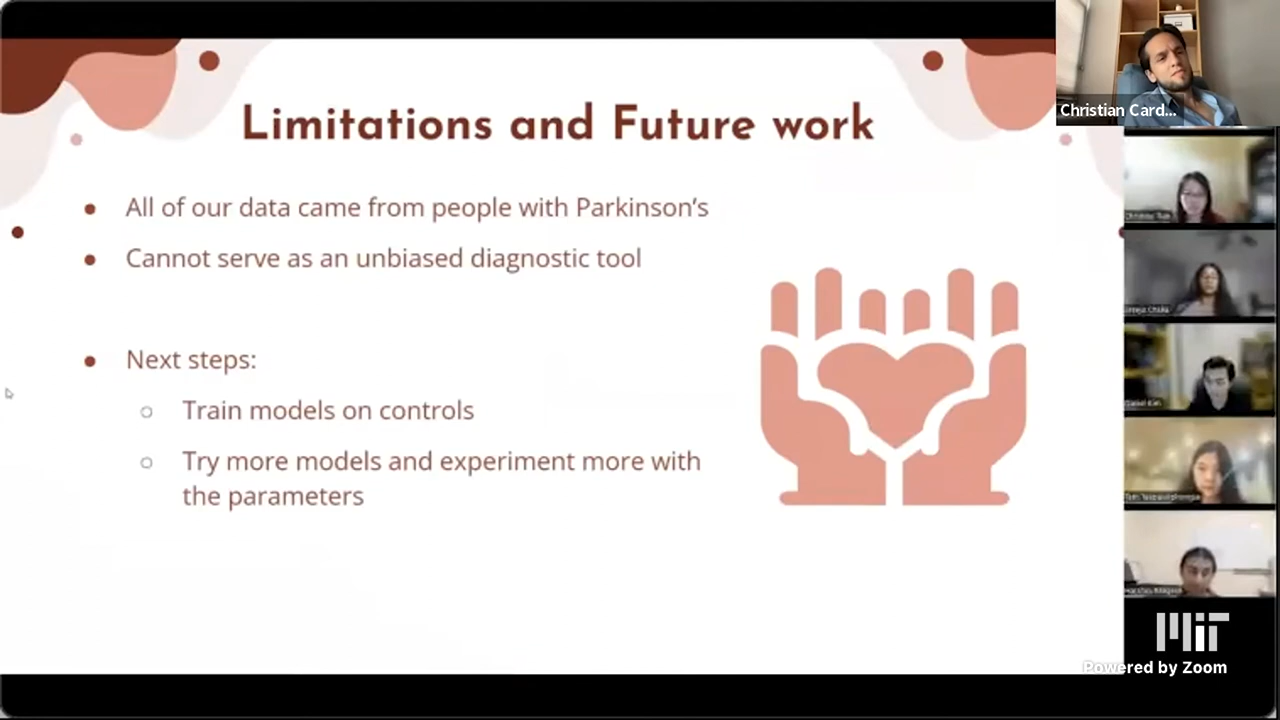 Limitations and Future work
All of our data came from people with Parkinson's
Cannot serve as an unbiased diagnostic tool
Next steps:
Train models on controls
Try more models and experiment more with
the parameters
Christian Card...
MIT
Powered by Zoom